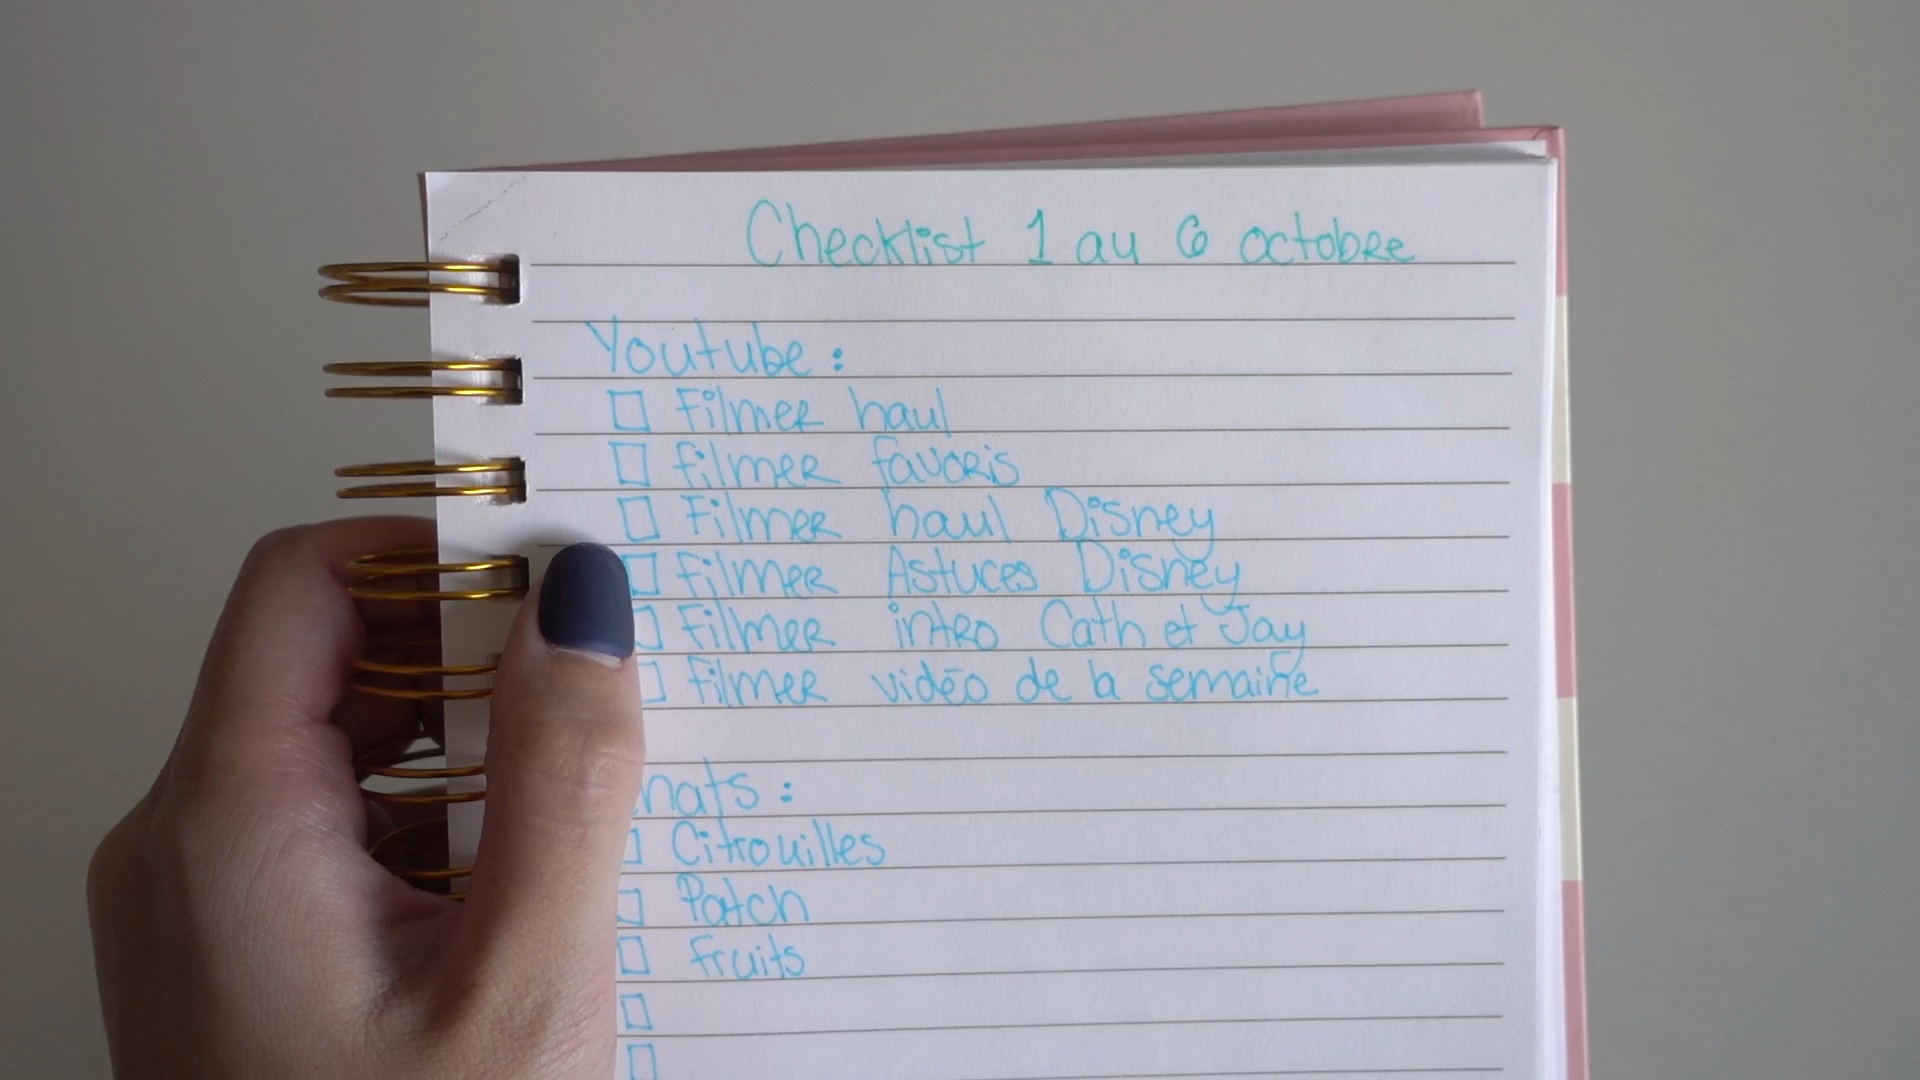 Checklist 1 au 6 octobre
Youtube :
Filmer haul
filmer favoris
Filmer haul Disney
filmer Astuces Disney
Filmer intro Cath et Jay
filmer vidéo de la semaine
hats :
Citrouilles
Patch
fruits